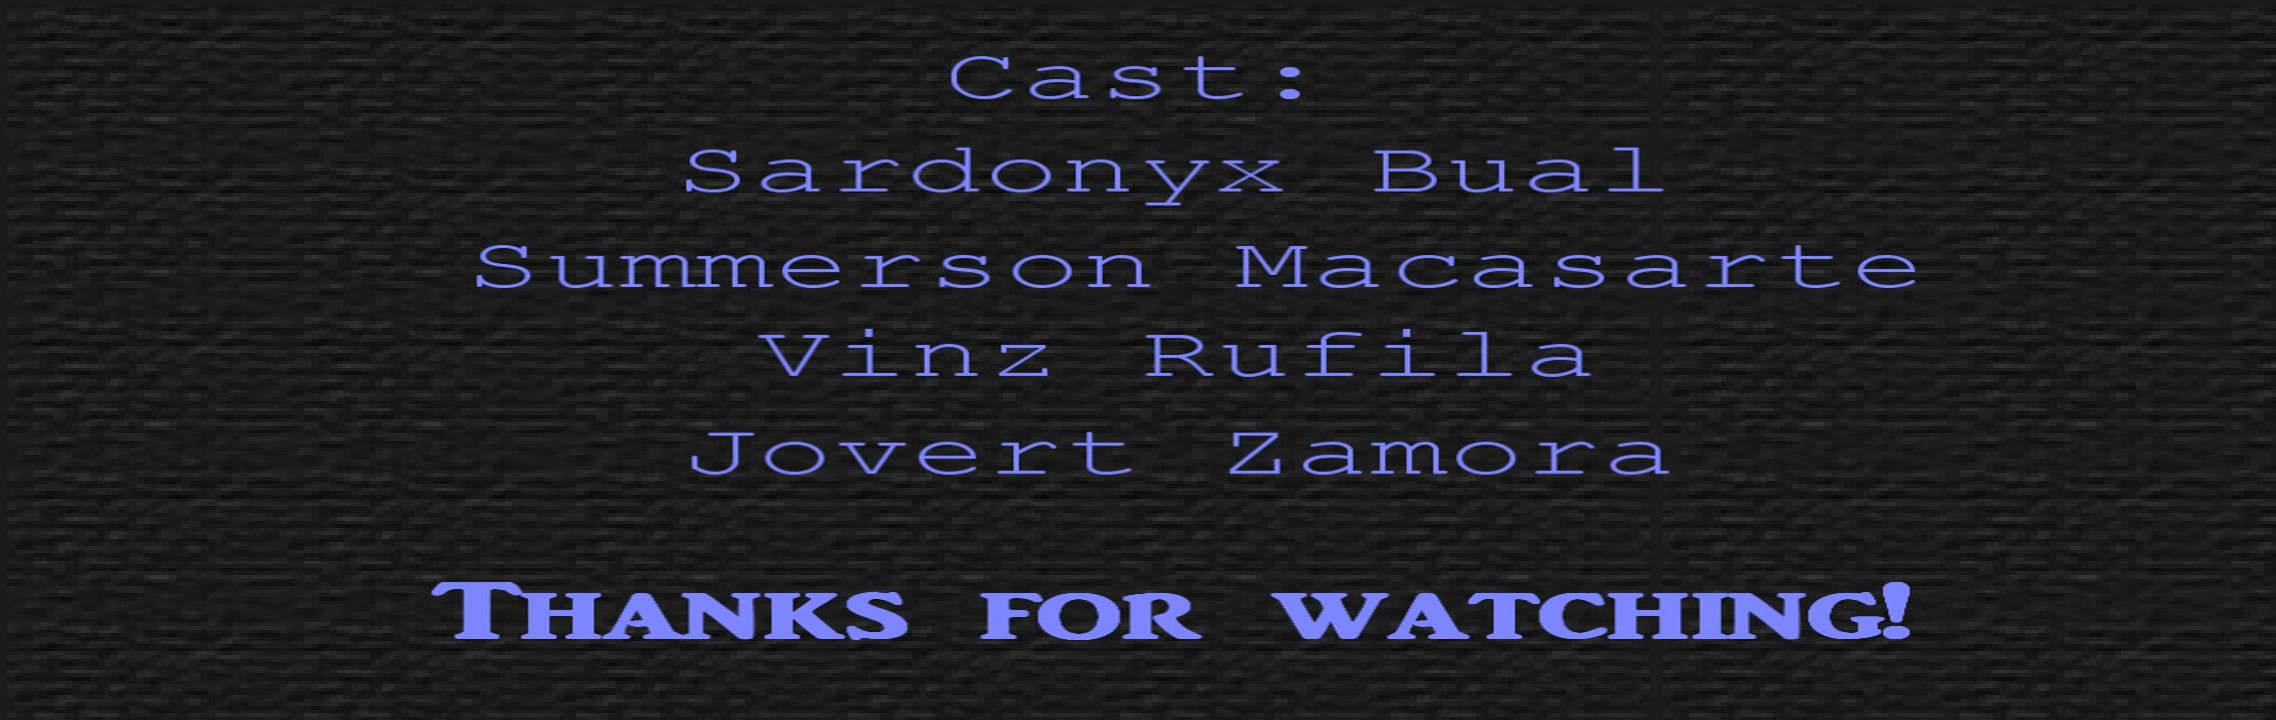 Cast:
Sardonyx Bual
Summerson Macasarte
Vinz Rufila
Jovert Zamora
Thanks for watching!